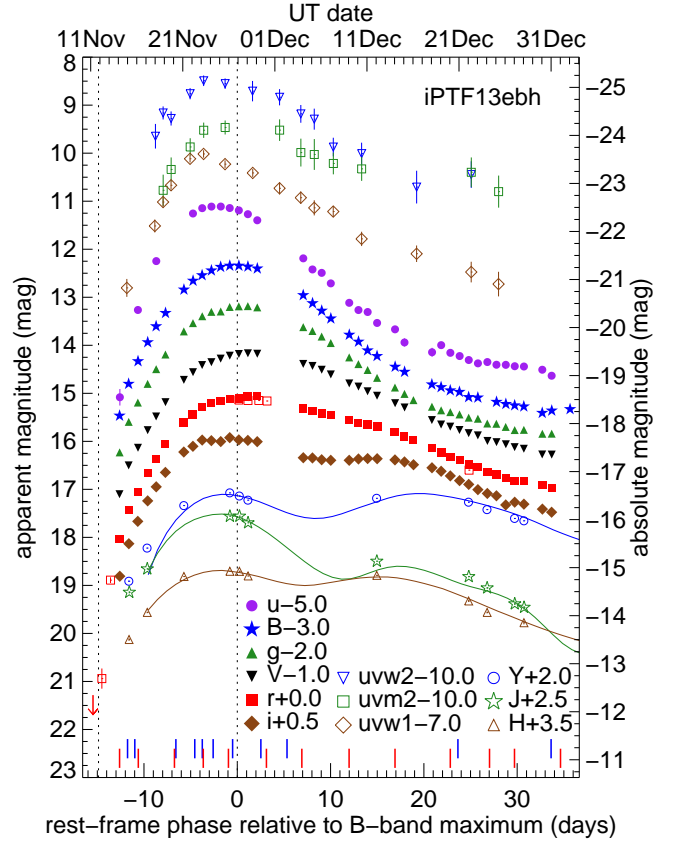 UT date
11Nov 21Nov 01Dec 11Dec 21Dec 31Dec
iPTF13ebh
apparent magnitude (mag)
8
9
10
11
12
13
14
15
16
17
18
19
20
21
22
23
absolute magnitude (mag)
−25
−24
−23
−22
−21
−20
−19
−18
−17
−16
−15
−14
−13
−12
−11
u−5.0
B−3.0
g−2.0
V−1.0
r+0.0
i+0.5
uvw2−10.0
uvm2−10.0
uvw1−7.0
Y+2.0
J+2.5
H+3.5
−10 0 10 20 30
rest−frame phase relative to B−band maximum (days)